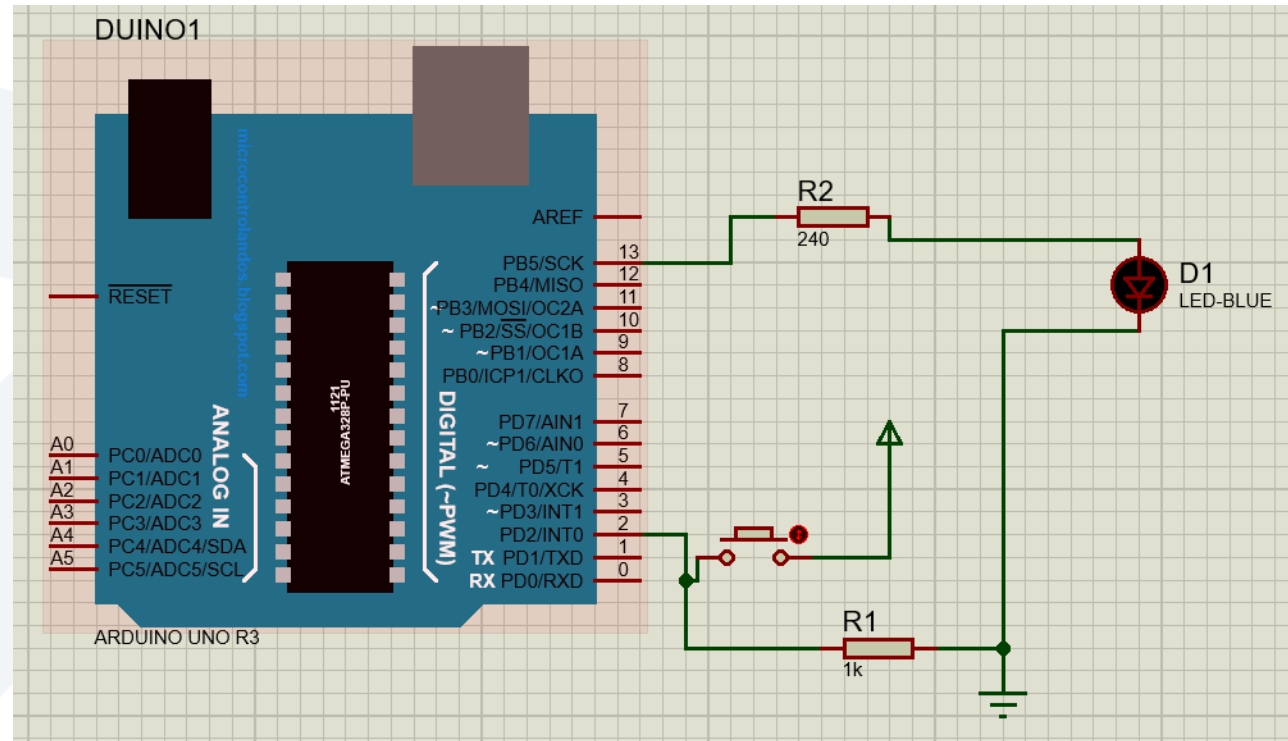 DUINO1
microcontrolandos.blogspot.com
RESET
A0 PC0/ADC0
A1 PC1/ADC1
A2 PC2/ADC2
A3 PC3/ADC3
A4 PC4/ADC4/SDA
A5 PC5/ADC5/SCL
ANALOG IN
1121
ATMEGA328P-PU
DIGITAL (~PWM)
AREF
PB5/SCK 13
PB4/MISO 12
~PB3/MOSI/OC2A 11
~ PB2/SS/OC1B 10
~PB1/OC1A 9
PB0/ICP1/CLKO 8
PD7/AIN1 7
~PD6/AIN0 6
~ PD5/T1 5
PD4/T0/XCK 4
~PD3/INT1 3
PD2/INT0 2
TX PD1/TXD 1
RX PD0/RXD 0
ARDUINO UNO R3
R2
240
D1
LED-BLUE
R1
1k